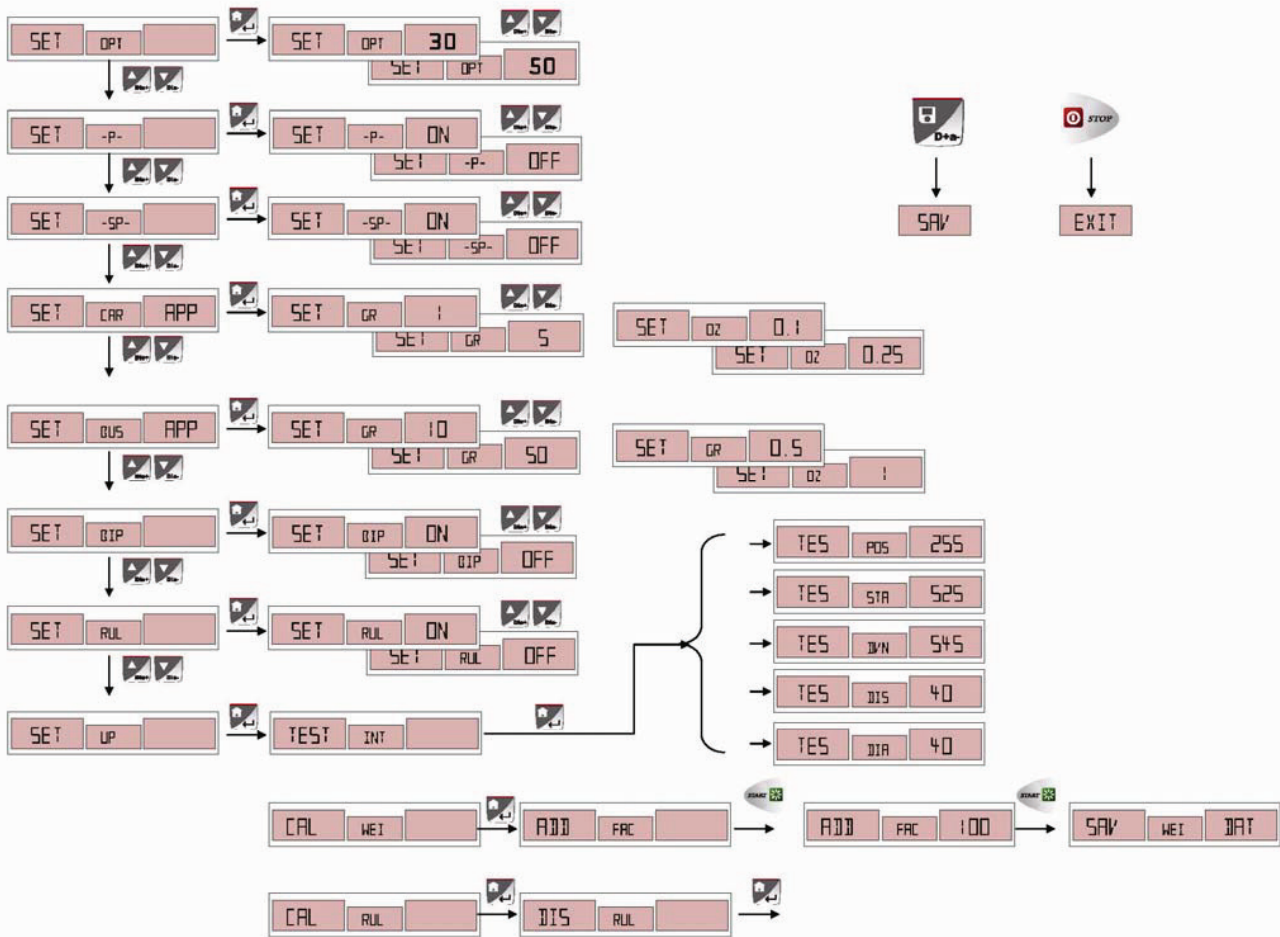 SET OPT
SET OPT 30
SET OPT 50
SET -P-
SET -P- ON
SET -P- OFF
D+a-
STOP
SAV
EXIT
SET -SP-
SET -SP- ON
SET -SP- OFF
SET CAR APP
SET GR 1
SET GR 5
SET OZ 0.1
SET OZ 0.25
SET BUS APP
SET GR 10
SET GR 50
SET GR 0.5
SET OZ 1
SET BIP
SET BIP ON
SET BIP OFF
SET RUL
SET RUL ON
SET RUL OFF
SET UP
TEST INT
TES POS 255
TES STA 525
TES DVN 545
TES DIS 40
TES DIA 40
CAL WEI
ADD FAC
START
ADD FAC 100
START
SAV WEI DAT
CAL RUL
DIS RUL